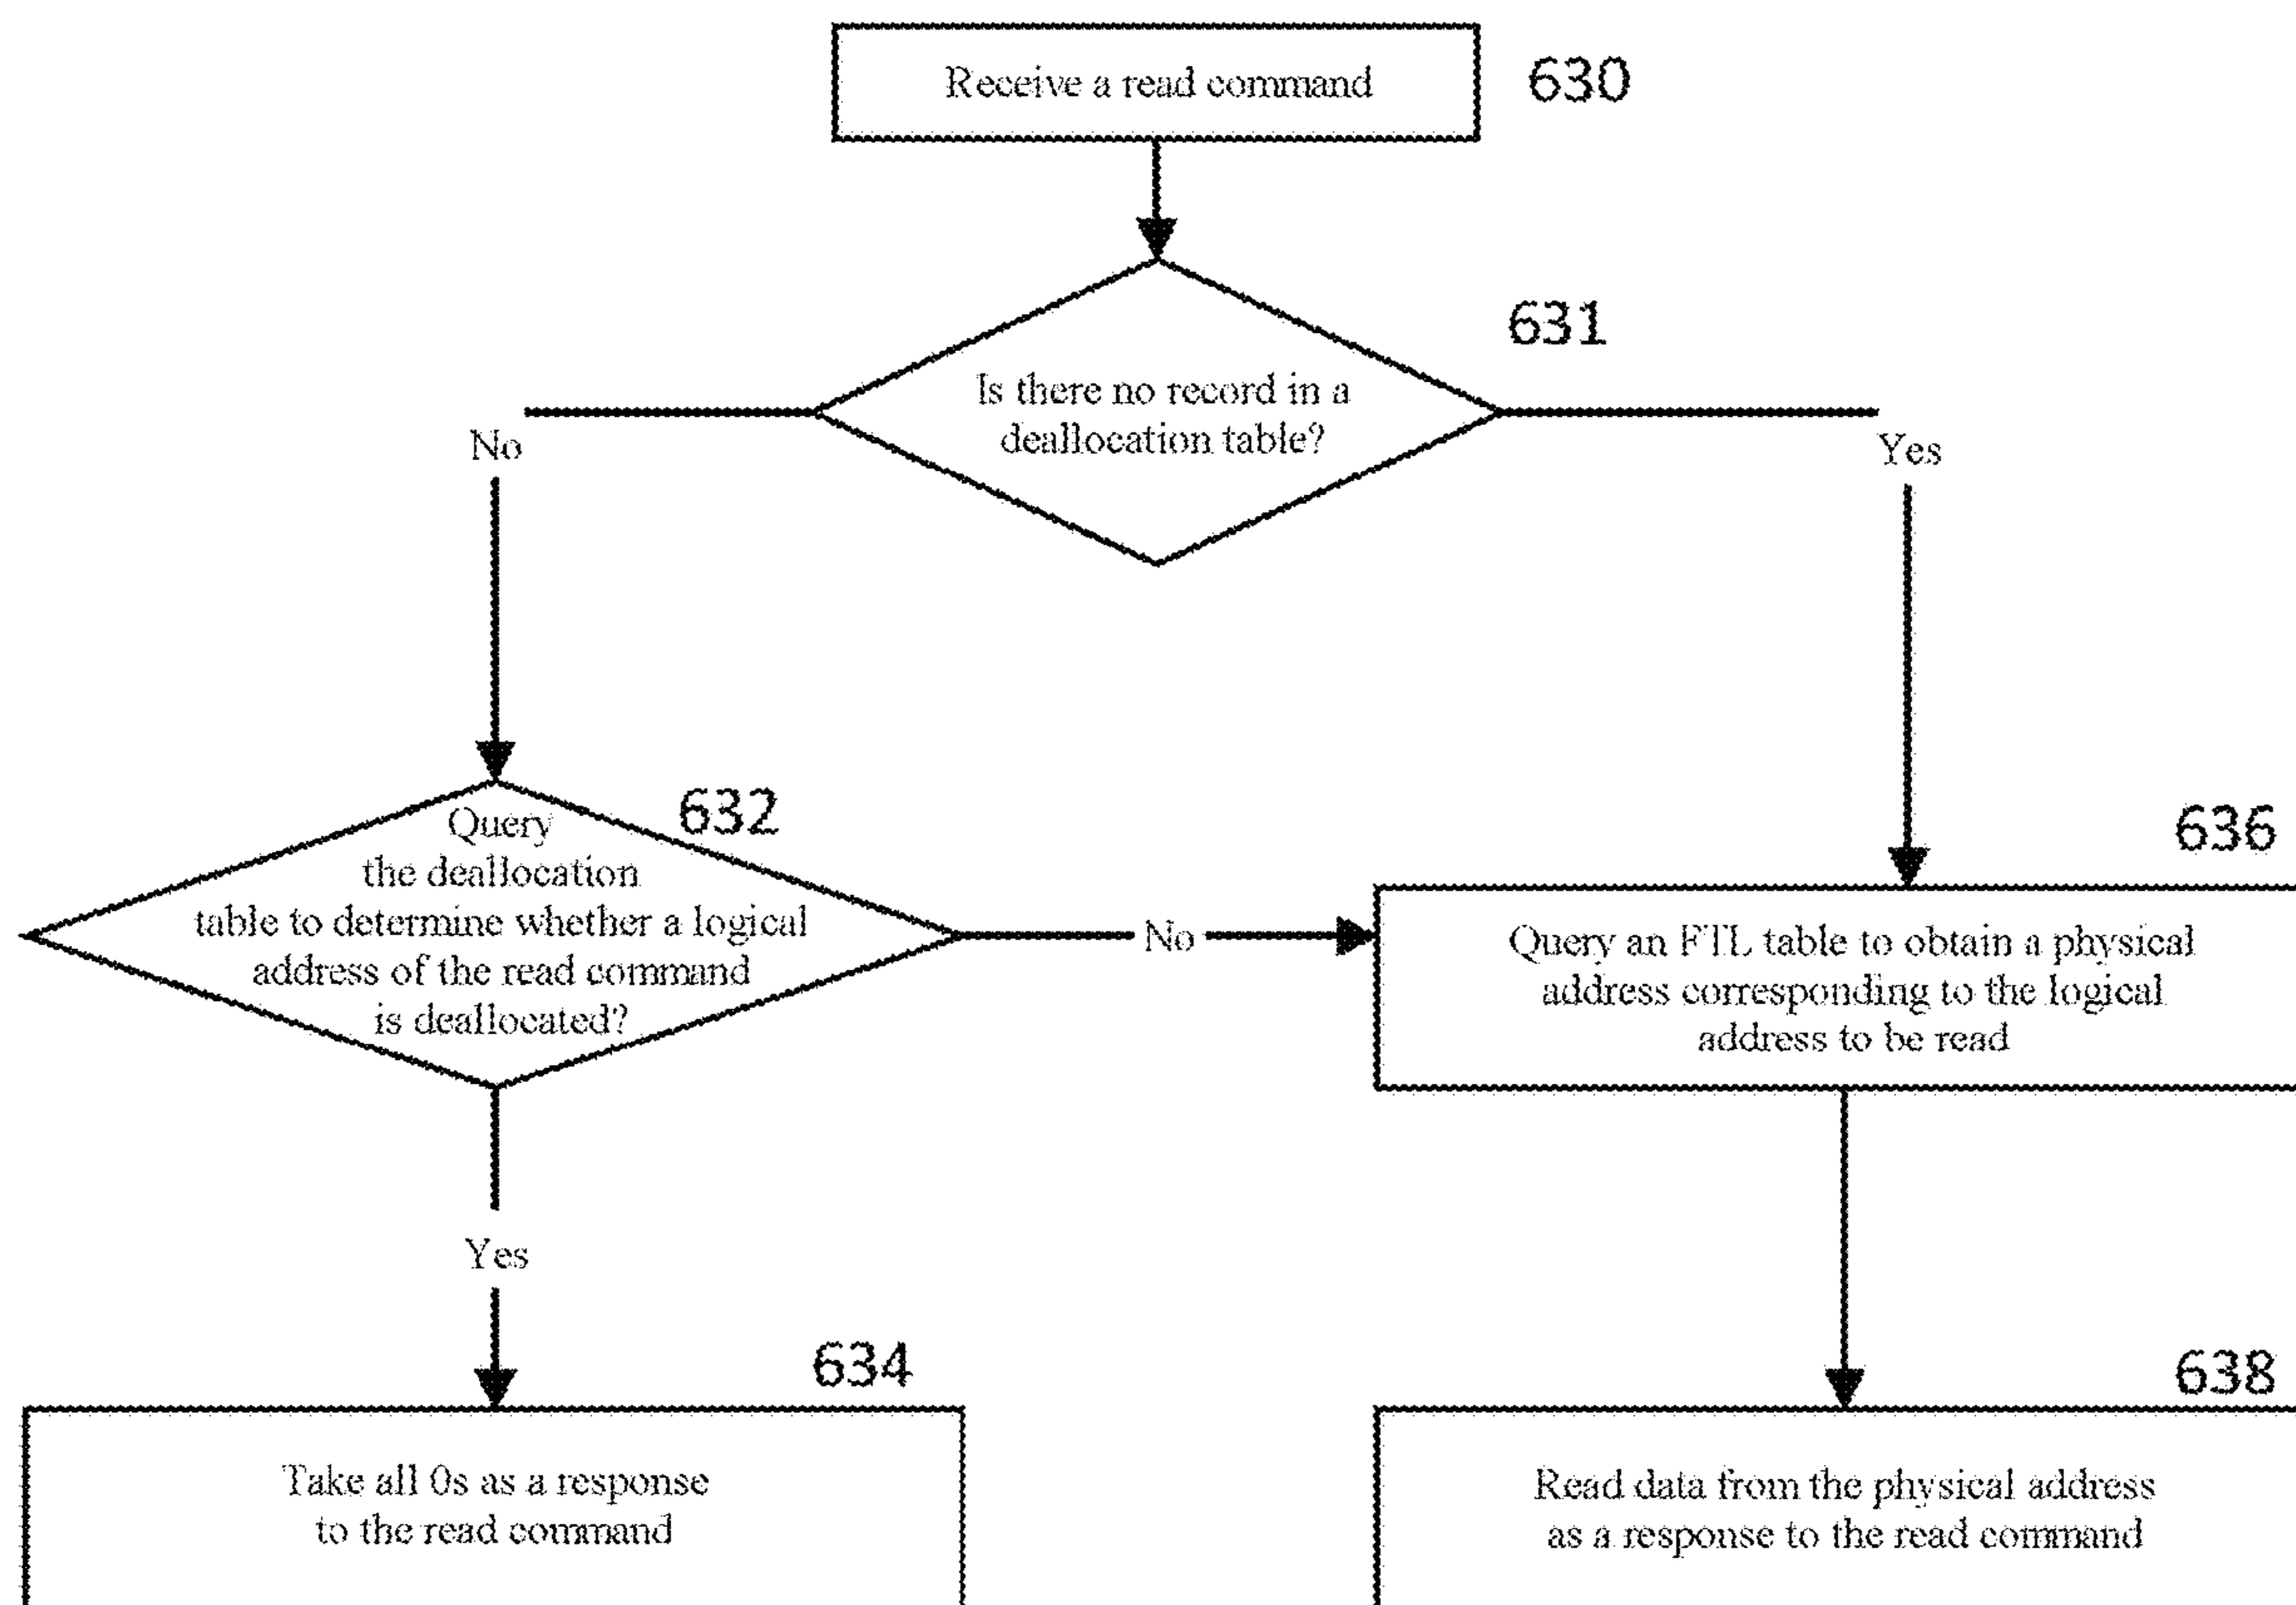 Receive a read command
630
631
Is there no record in a
deallocation table?
No
Yes
632
Query
the deallocation
table to determine whether a logical
address of the read command
is deallocated?
No
636
Query an FTL table to obtain a physical
address corresponding to the logical
address to be read
Yes
634
Take all 0s as a response
to the read command
638
Read data from the physical address
as a response to the read command